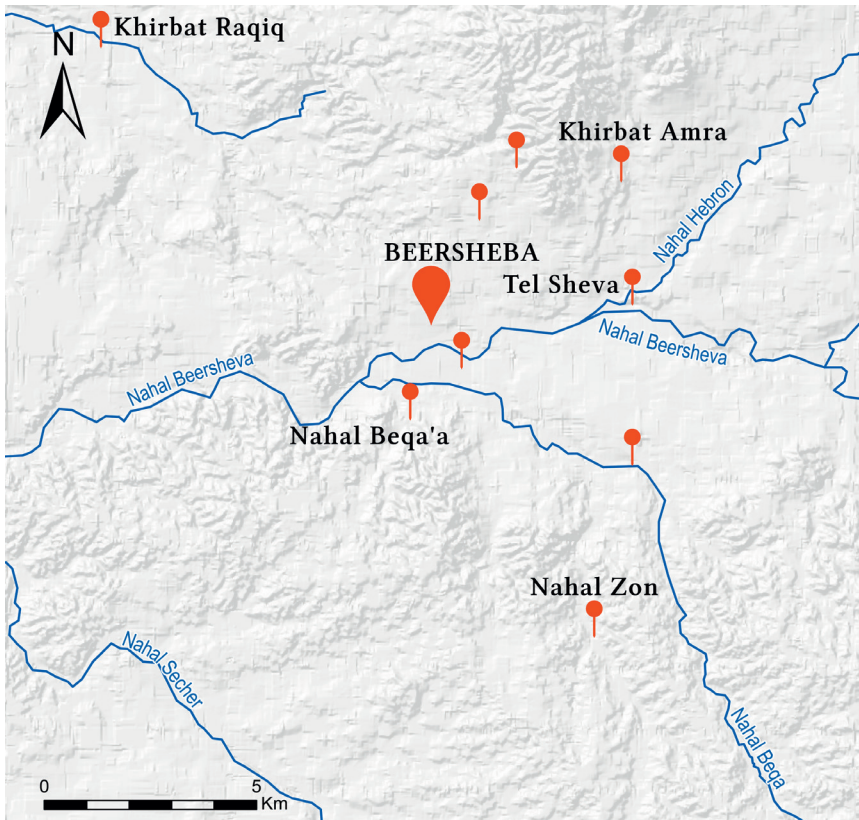 Khirbat Raqiq
N
Khirbat Amra
Nahal Hebron
BEERSHEBA
Tel Sheva
Nahal Beersheva
Nahal Beersheva
Nahal Beqa'a
Nahal Zon
Nahal Secher
Nahal Beqa
0 5
Km